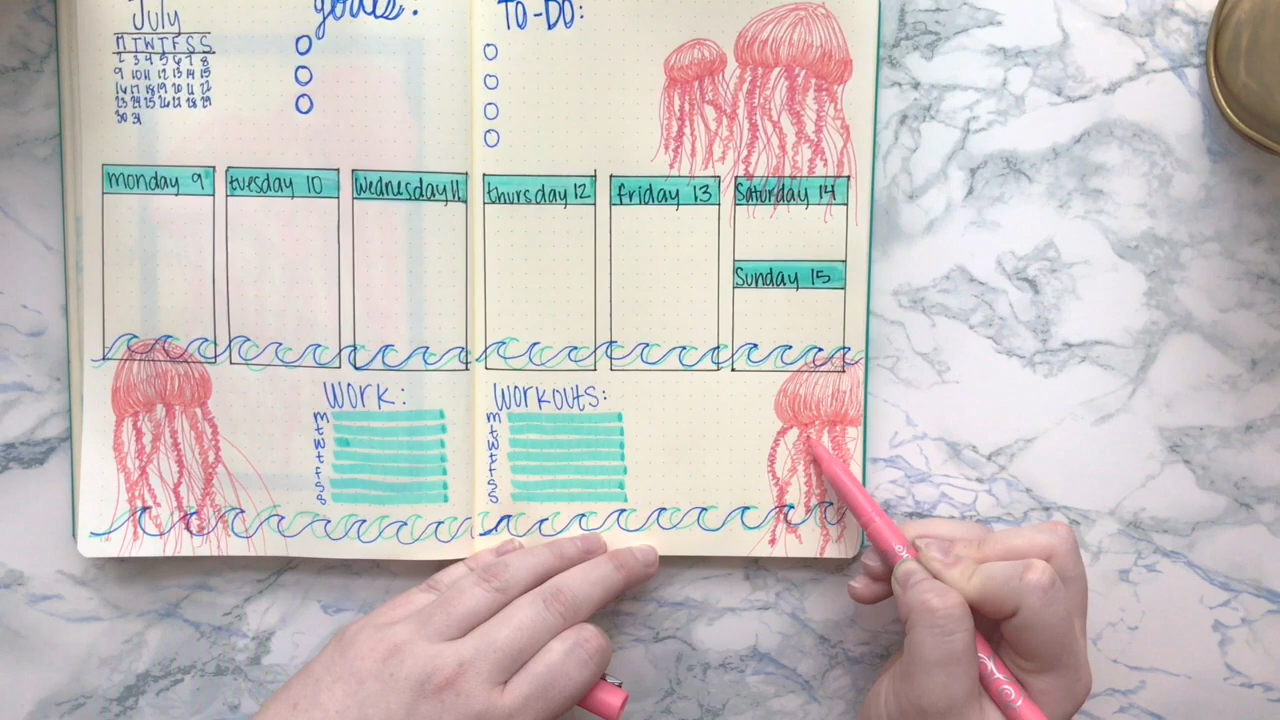 July
M T W T F S S
2 3 4 5 6 7 8
9 10 11 12 13 14 15
16 17 18 19 20 21 22
23 24 25 26 27 28 29
30 31
goals:
TO-DO:
monday 9
tuesday 10
wednesday 11
thursday 12
friday 13
Saturday 14
Sunday 15
WORK:
m
t
w
t
f
s
s
WORKOUTS:
m
t
w
t
f
s
s